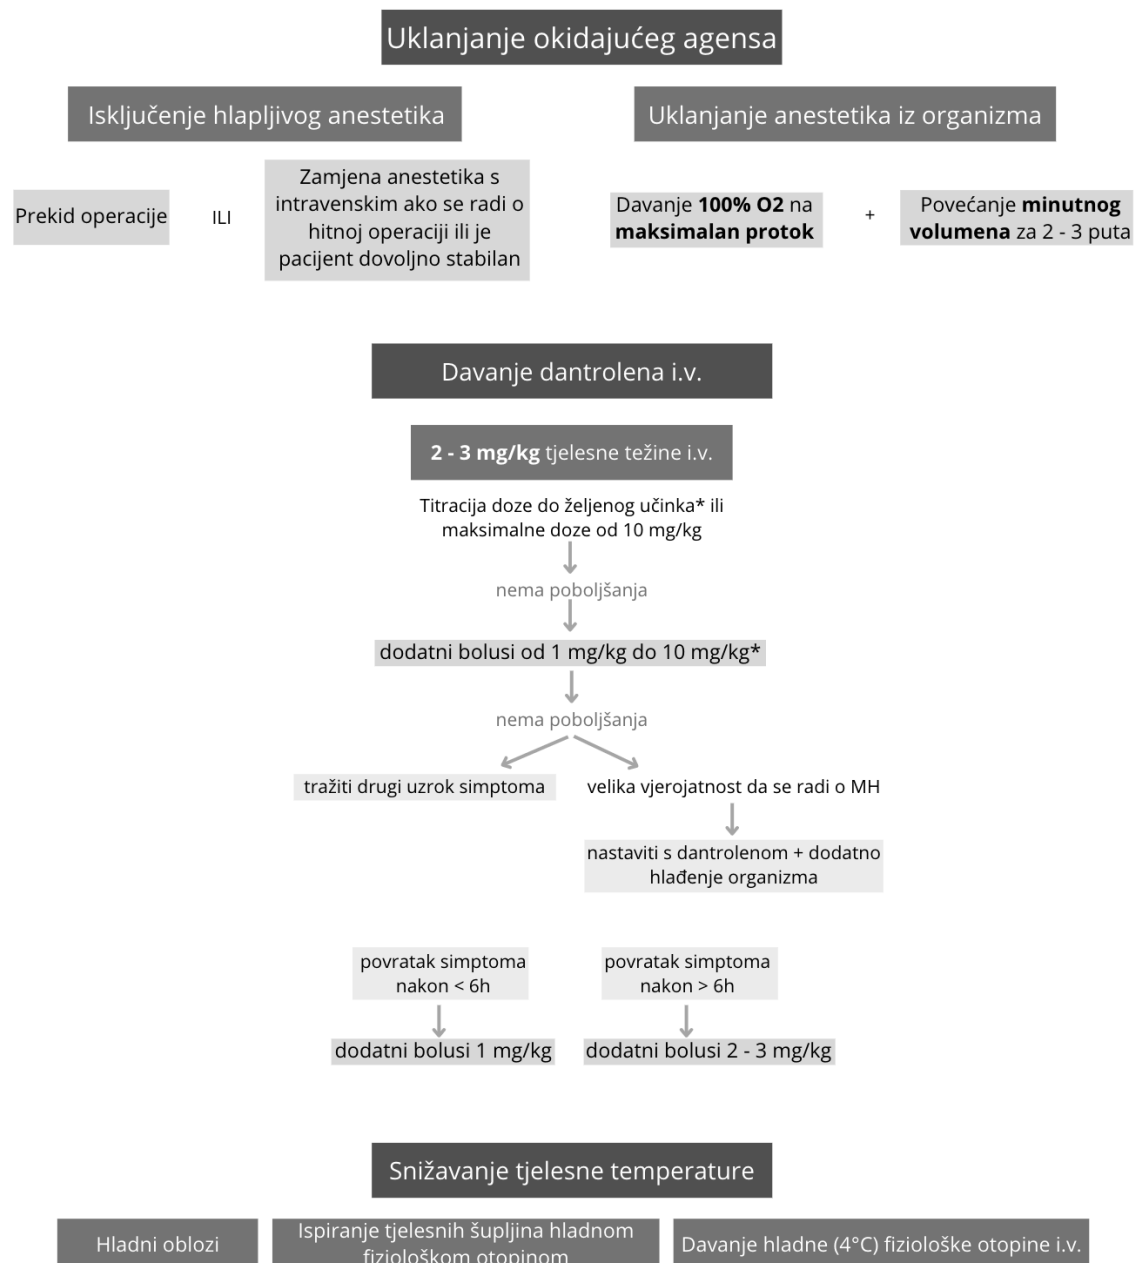 Uklanjanje okidajućeg agensa
Isključenje hlapljivog anestetika
Uklanjanje anestetika iz organizma
Prekid operacije
ILI
Zamjena anestetika s
intravenskim ako se radi o
hitnoj operaciji ili je
pacijent dovoljno stabilan
Davanje 100% O2 na
maksimalan protok
+
Povećanje minutnog
volumena za 2 - 3 puta
Davanje dantrolena i.v.
2 - 3 mg/kg tjelesne težine i.v.
Titracija doze do željenog učinka* ili
maksimalne doze od 10 mg/kg
nema poboljšanja
dodatni bolusi od 1 mg/kg do 10 mg/kg*
nema poboljšanja
tražiti drugi uzrok simptoma
velika vjerojatnost da se radi o MH
nastaviti s dantrolenom + dodatno
hlađenje organizma
povratak simptoma
nakon < 6h
povratak simptoma
nakon > 6h
dodatni bolusi 1 mg/kg
dodatni bolusi 2 - 3 mg/kg
Snižavanje tjelesne temperature
Hladni oblozi
Ispiranje tjelesnih šupljina hladnom
fiziološkom otopinom
Davanje hladne (4°C) fiziološke otopine i.v.